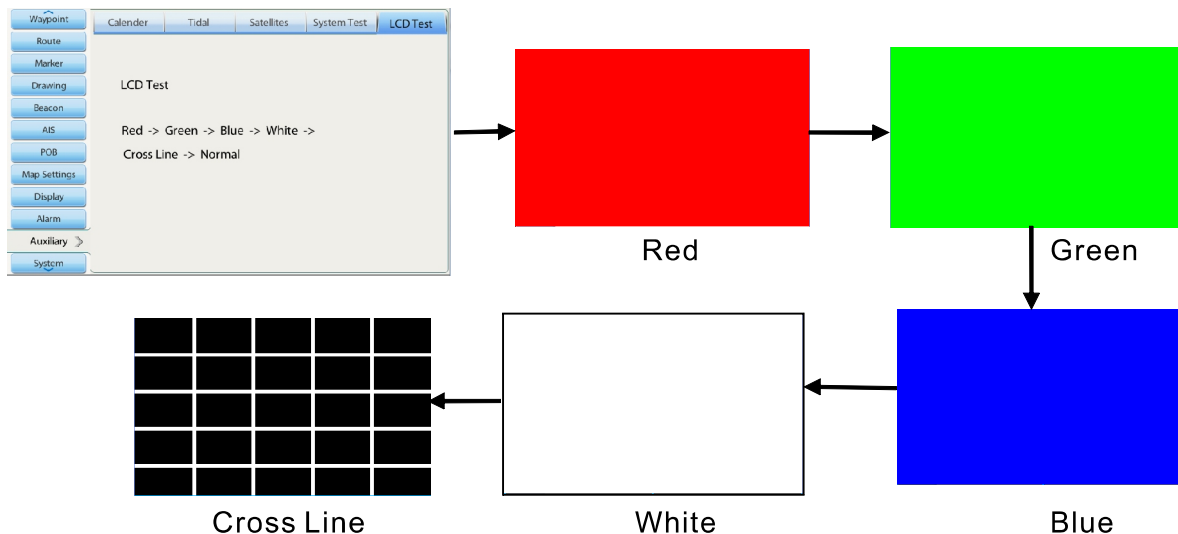 Waypoint
Route
Marker
Drawing
Beacon
AIS
POB
Map Settings
Display
Alarm
Auxiliary
System
Calender
Tidal
Satellites
System Test
LCD Test
LCD Test
Red -> Green -> Blue -> White ->
Cross Line -> Normal
Red
Green
Cross Line
White
Blue